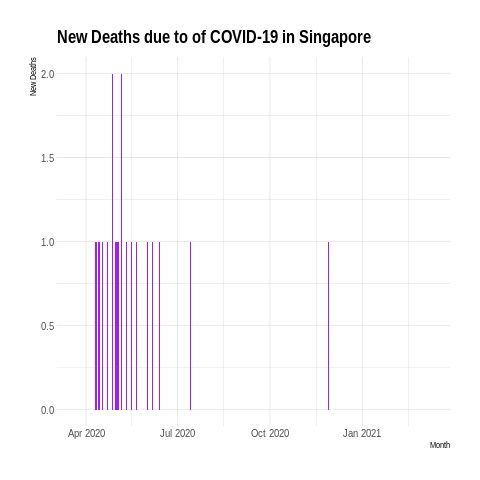 New Deaths due to of COVID-19 in Singapore
New Deaths
2.0
1.5
1.0
0.5
0.0
Apr 2020 Jul 2020 Oct 2020 Jan 2021
Month